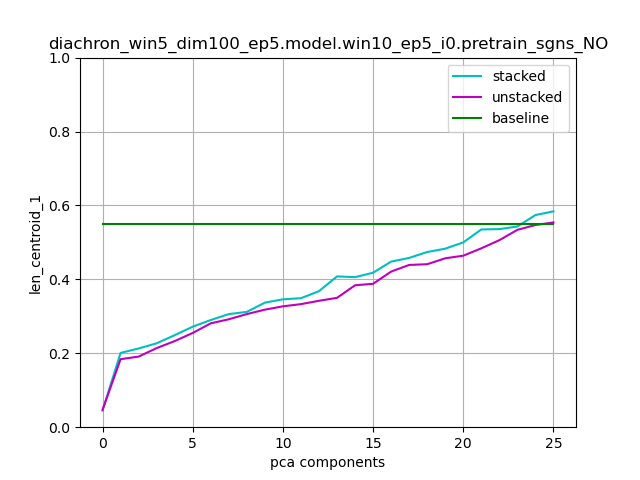 diachron_win5_dim100_ep5.model.win10_ep5_i0.pretrain_sgns_NO
1.0
0.8
0.6
0.4
0.2
0.0
len_centroid_1
stacked
unstacked
baseline
0 5 10 15 20 25
pca components